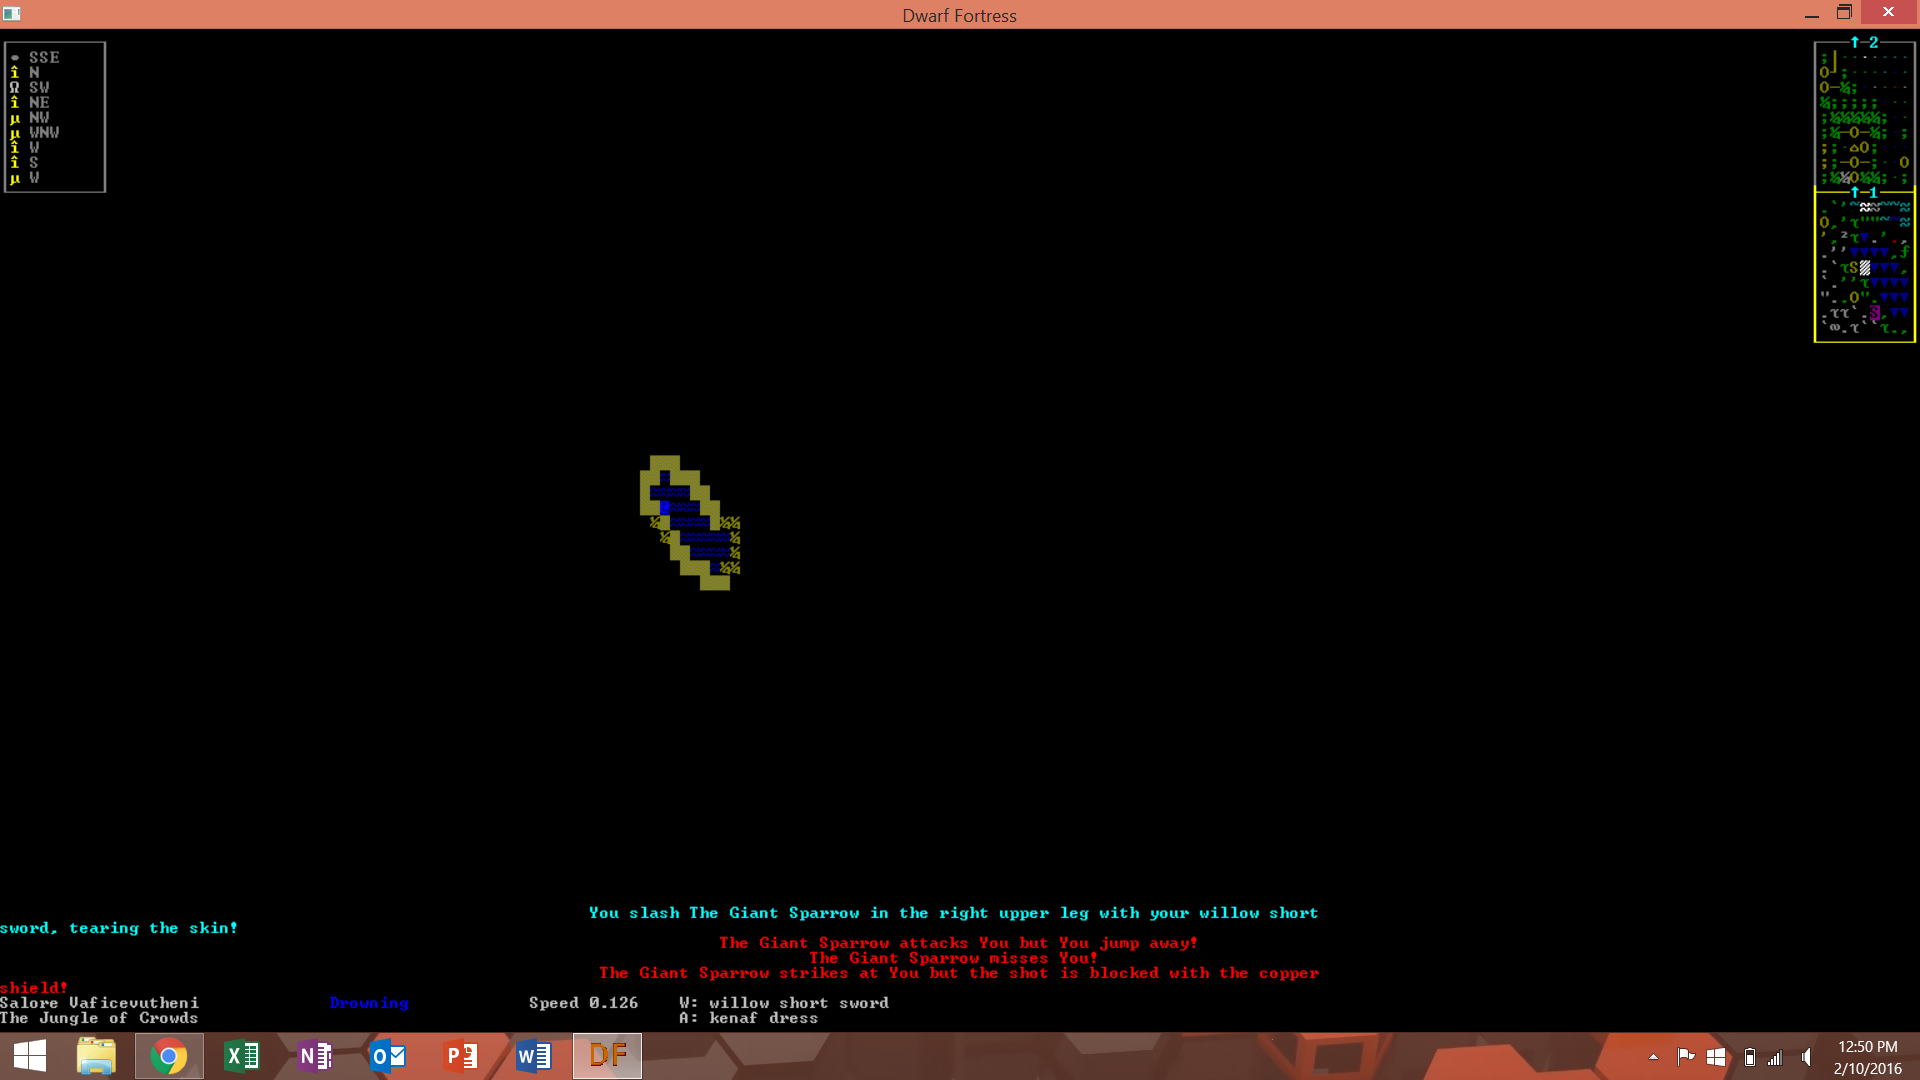 Dwarf Fortress
SSE
N
SW
NE
NW
WNW
W
S
W
↑ 2
↑ 1
You slash The Giant Sparrow in the right upper leg with your willow short
sword, tearing the skin!
The Giant Sparrow attacks You but You jump away!
The Giant Sparrow misses You!
The Giant Sparrow strikes at You but the shot is blocked with the copper
shield!
Salore Vaficevutheni Drowning Speed 0.126 W: willow short sword
The Jungle of Crowds A: kenaf dress
DF
12:50 PM
2/10/2016